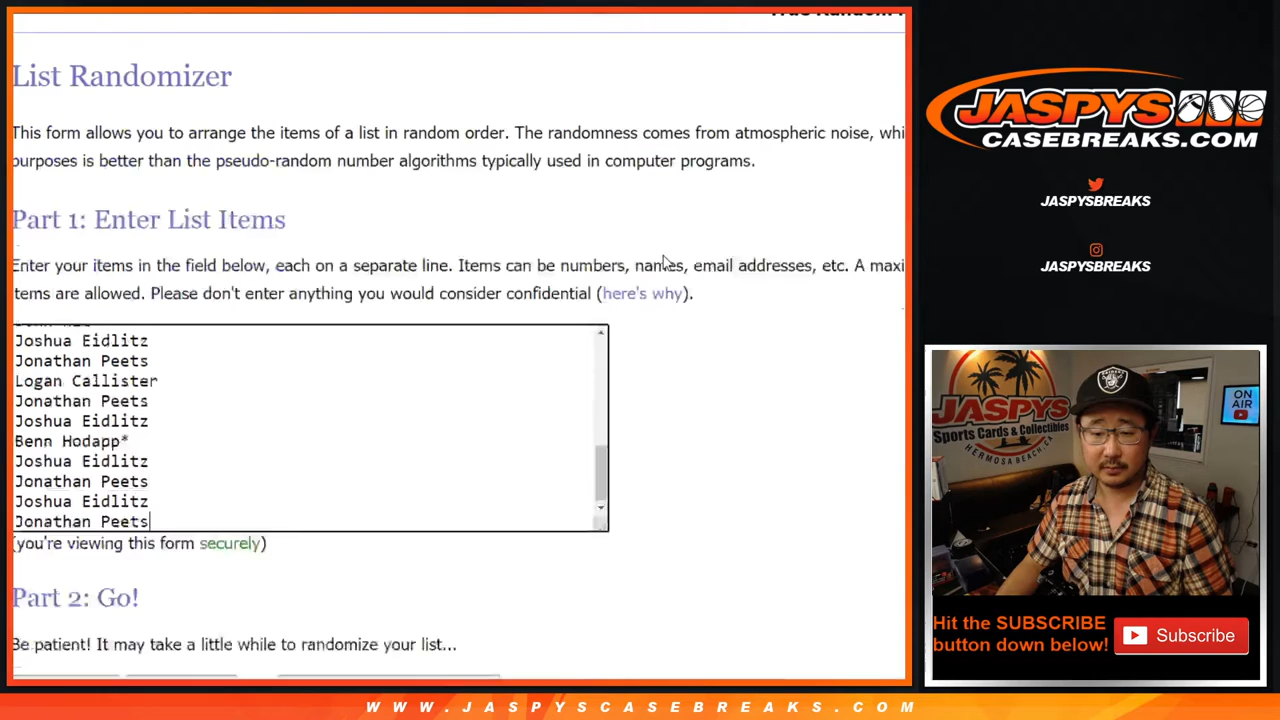 List Randomizer
This form allows you to arrange the items of a list in random order. The randomness comes from atmospheric noise, whi
purposes is better than the pseudo-random number algorithms typically used in computer programs.
Part 1: Enter List Items
Enter your items in the field below, each on a separate line. Items can be numbers, names, email addresses, etc. A maxi
items are allowed. Please don't enter anything you would consider confidential (here's why).
Joshua Eidlitz
Jonathan Peets
Logan Callister
Jonathan Peets
Joshua Eidlitz
Benn Hodapp*
Joshua Eidlitz
Jonathan Peets
Joshua Eidlitz
Jonathan Peets
(you're viewing this form securely)
Part 2: Go!
Be patient! It may take a little while to randomize your list...
JASPYS
CASEBREAKS.COM
JASPYSBREAKS
JASPYSBREAKS
JASPYS
Sports Cards & Collectibles
HERMOSA BEACH, CA
ON
AIR
Hit the SUBSCRIBE
button down below!
Subscribe
WWW.JASPYSCASEBREAKS.COM